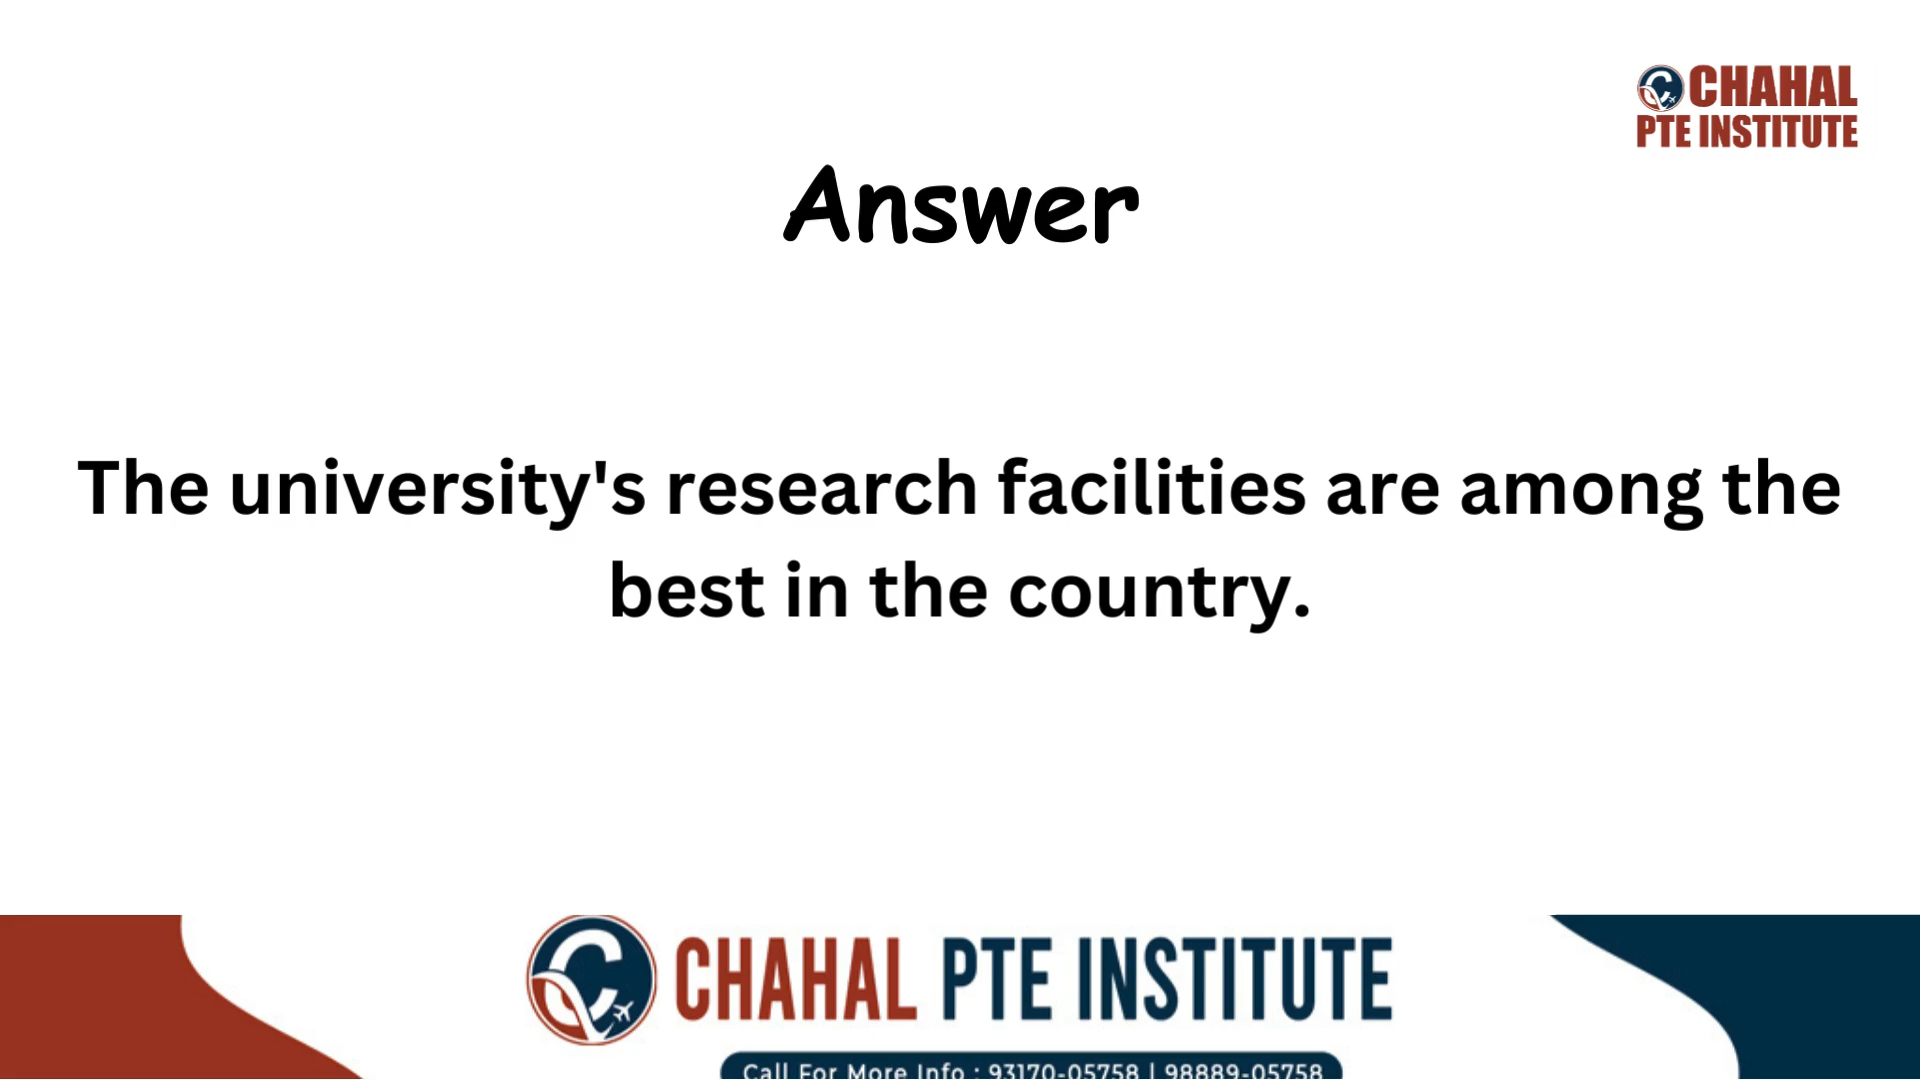 CHAHAL
PTE INSTITUTE
Answer
The university's research facilities are among the
best in the country.
CHAHAL PTE INSTITUTE
Call For More Info : 93170-05758 | 98889-05758